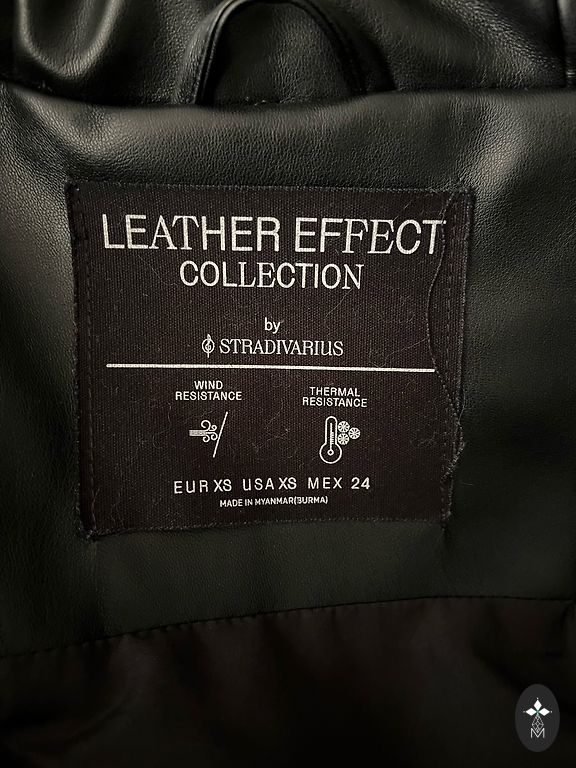 LEATHER EFFECT
COLLECTION
by
STRADIVARIUS
WIND
RESISTANCE
THERMAL
RESISTANCE
EUR XS USA XS MEX 24
MADE IN MYANMAR(BURMA)
M